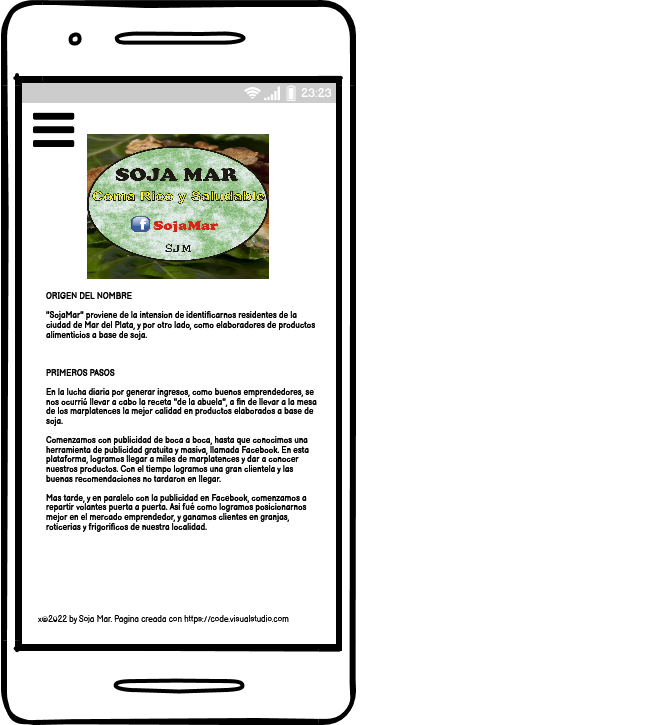 23:23
SOJA MAR
Coma Rico y Saludable
f SojaMar
SJM
ORIGEN DEL NOMBRE
"SojaMar" proviene de la intension de identificarnos residentes de la
ciudad de Mar del Plata, y por otro lado, como elaboradores de productos
alimenticios a base de soja.
PRIMEROS PASOS
En la lucha diaria por generar ingresos, como buenos emprendedores, se
nos ocurrió llevar a cabo la receta "de la abuela", a fin de llevar a la mesa
de los marplatences la mejor calidad en productos elaborados a base de
soja.
Comenzamos con publicidad de boca a boca, hasta que conocimos una
herramienta de publicidad gratuita y masiva, llamada Facebook. En esta
plataforma, logramos llegar a miles de marplatences y dar a conocer
nuestros productos. Con el tiempo logramos una gran clientela y las
buenas recomendaciones no tardaron en llegar.
Mas tarde, y en paralelo con la publicidad en Facebook, comenzamos a
repartir volantes puerta a puerta. Asi fué como logramos posicionarnos
mejor en el mercado emprendedor, y ganamos clientes en granjas,
roticerias y frigorificos de nuestra localidad.
x@2022 by Soja Mar. Pagina creada con https://code.visualstudio.com